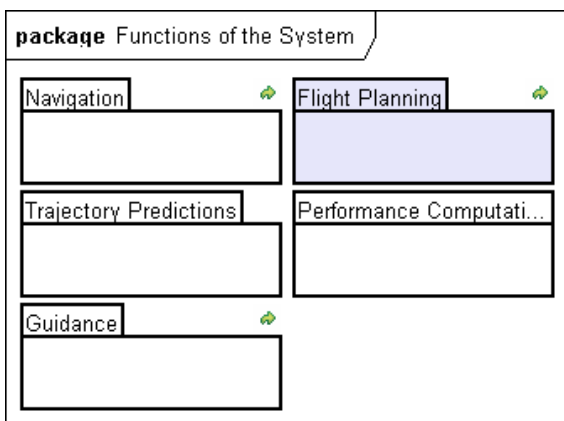 package Functions of the System
Navigation
Flight Planning
Trajectory Predictions
Performance Computati...
Guidance